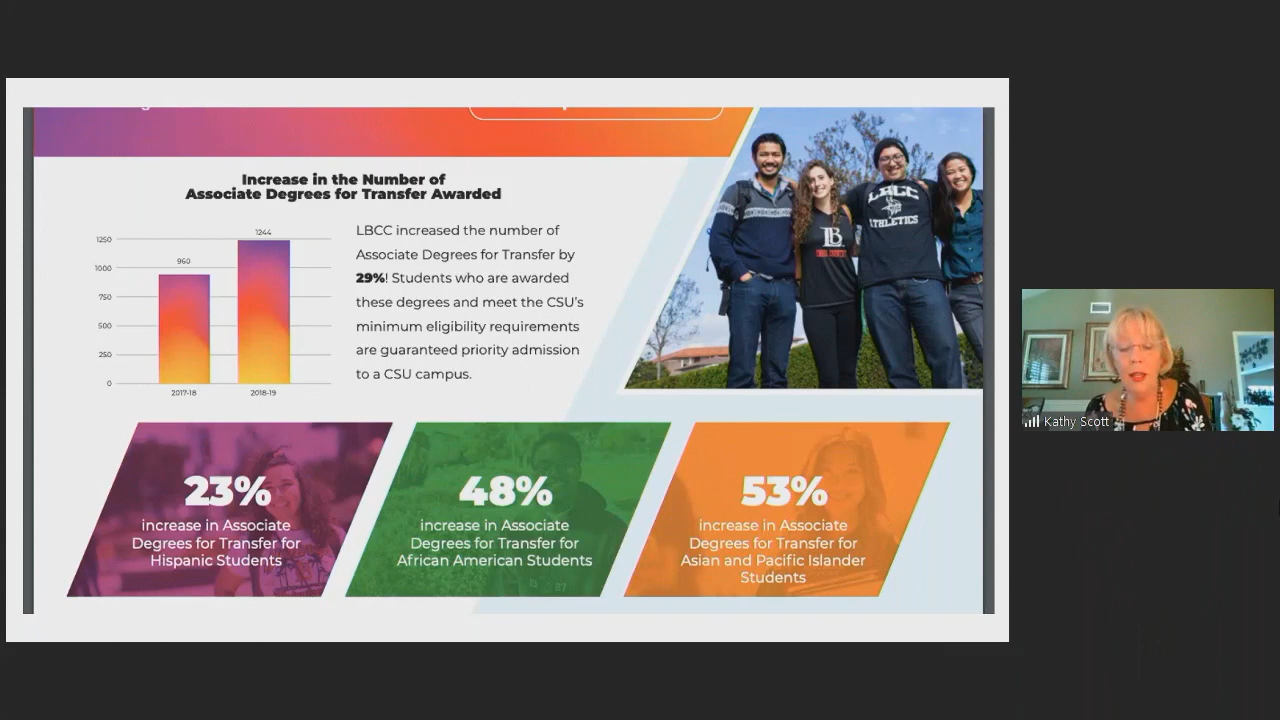 Increase in the Number of
Associate Degrees for Transfer Awarded
1250
1000
750
500
250
0
960
1244
2017-18
2018-19
LBCC increased the number of
Associate Degrees for Transfer by
29%! Students who are awarded
these degrees and meet the CSU's
minimum eligibility requirements
are guaranteed priority admission
to a CSU campus.
LB
LBCC
ATHLETICS
23%
increase in Associate
Degrees for Transfer for
Hispanic Students
48%
increase in Associate
Degrees for Transfer for
African American Students
53%
increase in Associate
Degrees for Transfer for
Asian and Pacific Islander
Students
Kathy Scott